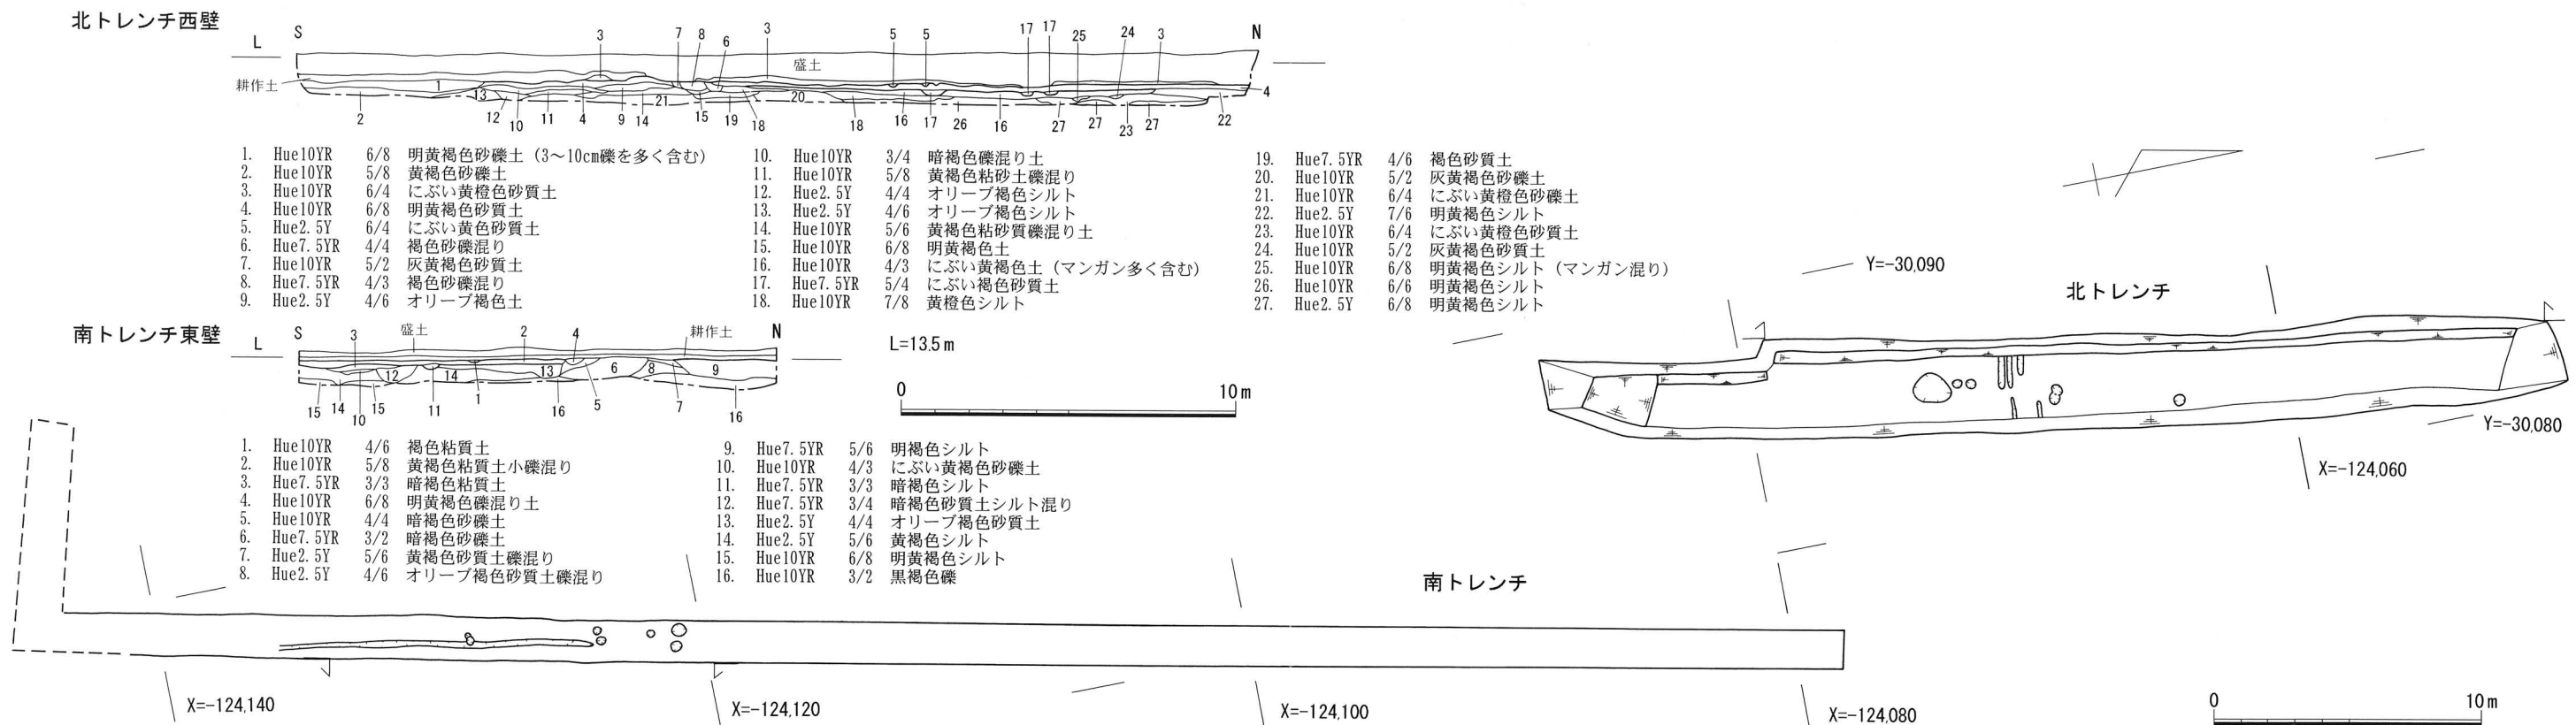 北トレンチ西壁
L S N
3 7 8 6 3 5 5 17 17 25 24 3
盛土
耕作土
1 13 21 20 4
2 12 10 11 4 9 14 15 19 18 18 16 17 26 16 27 27 23 27 22
1. Hue10YR 6/8 明黄褐色砂礫土（3～10cm礫を多く含む）
2. Hue10YR 5/8 黄褐色砂礫土
3. Hue10YR 6/4 にぶい黄橙色砂質土
4. Hue10YR 6/8 明黄褐色砂質土
5. Hue2.5Y 6/4 にぶい黄色砂質土
6. Hue7.5YR 4/4 褐色砂礫混り
7. Hue10YR 5/2 灰黄褐色砂質土
8. Hue7.5YR 4/3 褐色砂礫混り
9. Hue2.5Y 4/6 オリーブ褐色土
10. Hue10YR 3/4 暗褐色礫混り土
11. Hue10YR 5/8 黄褐色粘砂土礫混り
12. Hue2.5Y 4/4 オリーブ褐色シルト
13. Hue2.5Y 4/6 オリーブ褐色シルト
14. Hue10YR 5/6 黄褐色粘砂質礫混り土
15. Hue10YR 6/8 明黄褐色土
16. Hue10YR 4/3 にぶい黄褐色土（マンガン多く含む）
17. Hue7.5YR 5/4 にぶい褐色砂質土
18. Hue10YR 7/8 黄橙色シルト
19. Hue7.5YR 4/6 褐色砂質土
20. Hue10YR 5/2 灰黄褐色砂礫土
21. Hue10YR 6/4 にぶい黄橙色砂礫土
22. Hue2.5Y 7/6 明黄褐色シルト
23. Hue10YR 6/4 にぶい黄橙色砂質土
24. Hue10YR 5/2 灰黄褐色砂質土
25. Hue10YR 6/8 明黄褐色シルト（マンガン混り）
26. Hue10YR 6/6 明黄褐色シルト
27. Hue2.5Y 6/8 明黄褐色シルト
南トレンチ東壁
L S N
3 盛土 2 4 耕作土
12 14 13 6 8 9
15 14 10 15 11 1 16 5 7 16
L=13.5m
0 10m
1. Hue10YR 4/6 褐色粘質土
2. Hue10YR 5/8 黄褐色粘質土小礫混り
3. Hue7.5YR 3/3 暗褐色粘質土
4. Hue10YR 6/8 明黄褐色礫混り土
5. Hue10YR 4/4 暗褐色砂礫土
6. Hue7.5YR 3/2 暗褐色砂礫土
7. Hue2.5Y 5/6 黄褐色砂質土礫混り
8. Hue2.5Y 4/6 オリーブ褐色砂質土礫混り
9. Hue7.5YR 5/6 明褐色シルト
10. Hue10YR 4/3 にぶい黄褐色砂礫土
11. Hue7.5YR 3/3 暗褐色シルト
12. Hue7.5YR 3/4 暗褐色砂質土シルト混り
13. Hue2.5Y 4/4 オリーブ褐色砂質土
14. Hue2.5Y 5/6 黄褐色シルト
15. Hue10YR 6/8 明黄褐色シルト
16. Hue10YR 3/2 黒褐色礫
Y=-30,090
北トレンチ
Y=-30,080
X=-124,060
南トレンチ
X=-124,140
X=-124,120
X=-124,100
X=-124,080
0 10m